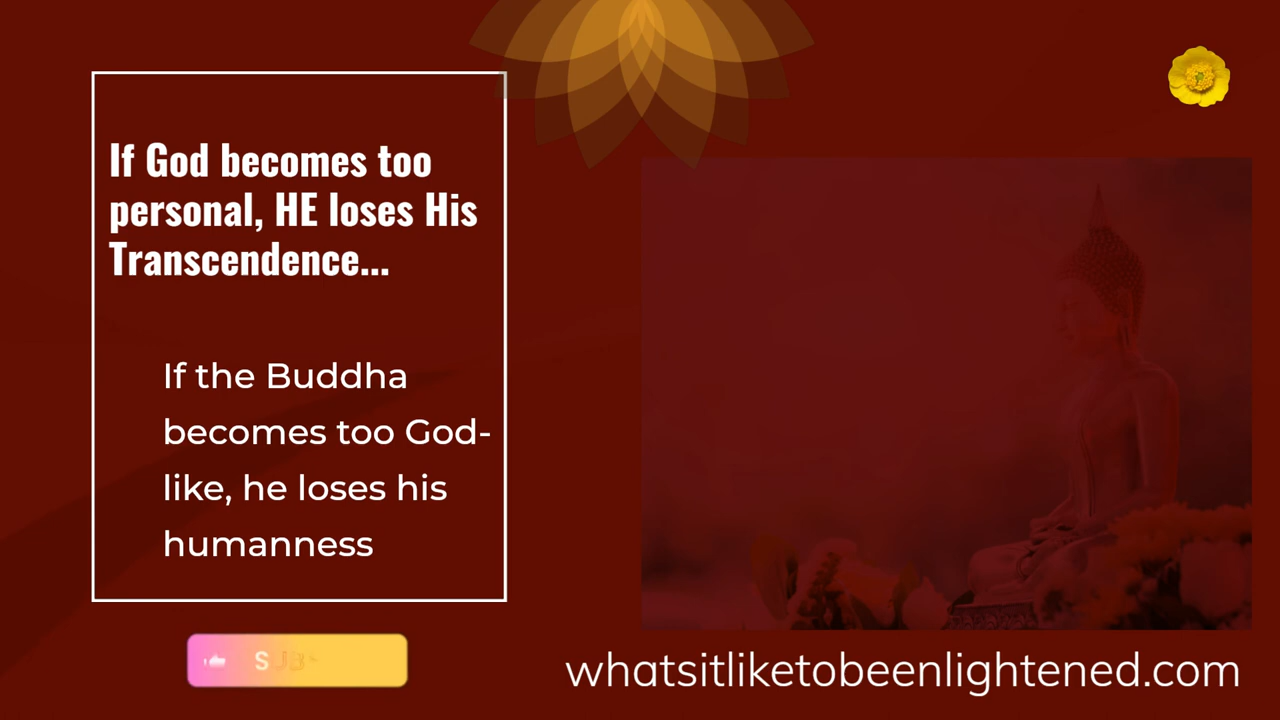 If God becomes too
personal, HE loses His
Transcendence...
If the Buddha
becomes too God-
like, he loses his
humanness
whatsitliketobeenlightened.com